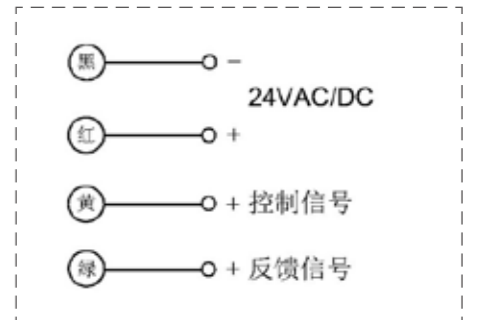 黑 −
24VAC/DC
红 +
黄 + 控制信号
绿 + 反馈信号